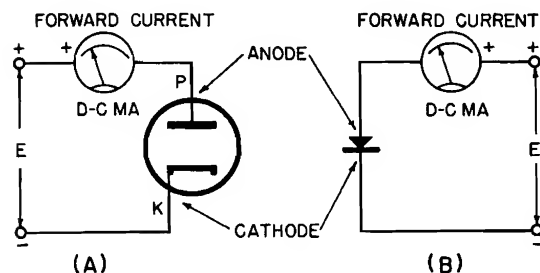 FORWARD CURRENT
+ +
D-C MA
P
E
K
−
(A)
ANODE
CATHODE
FORWARD CURRENT
+ +
D-C MA
E
−
(B)